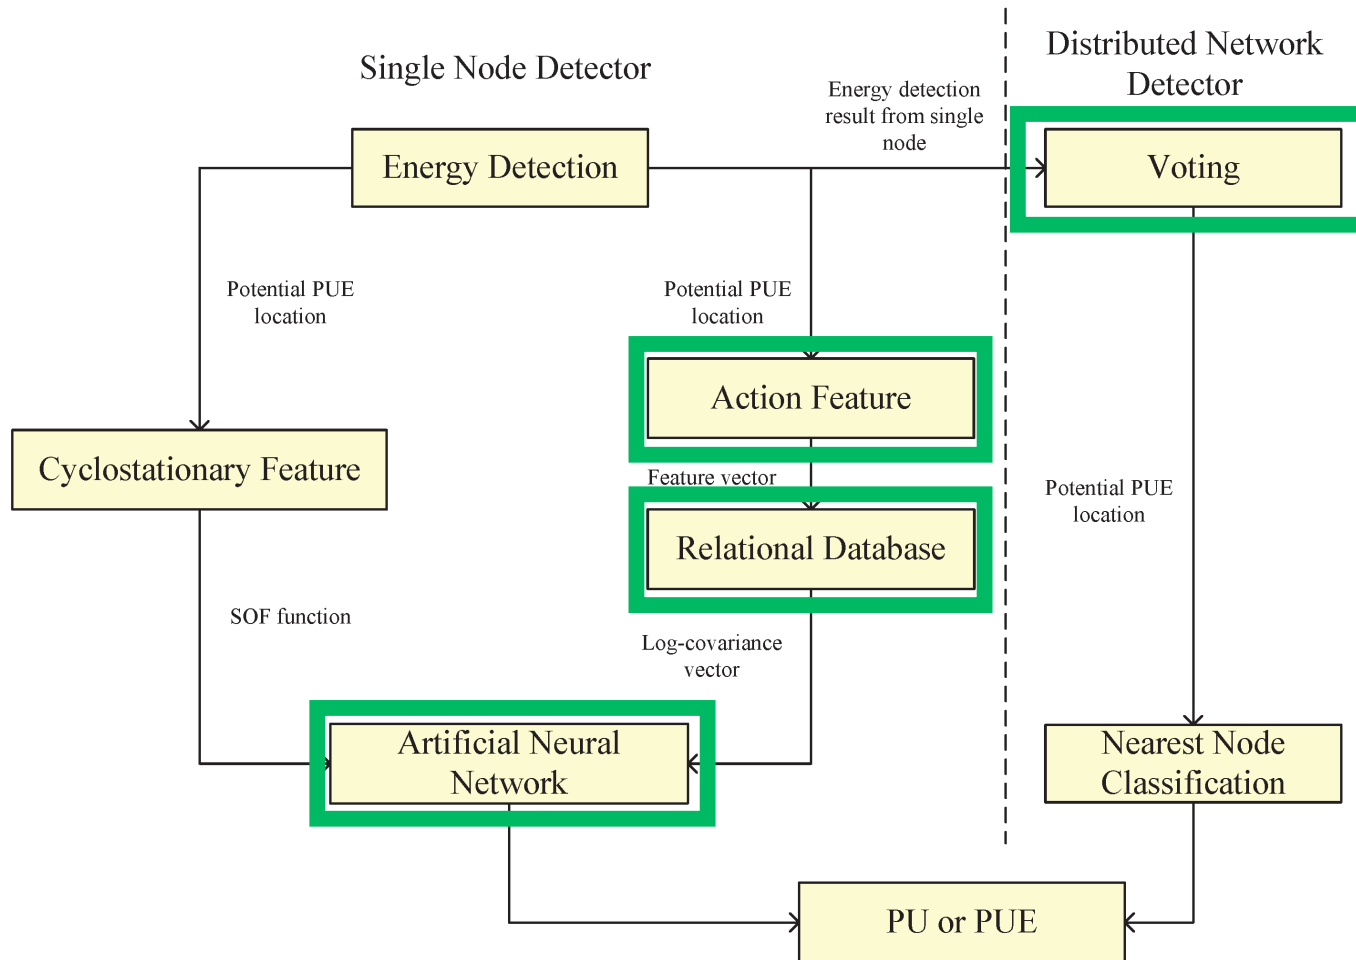 Single Node Detector
Distributed Network
Detector
Energy detection
result from single
node
Energy Detection
Voting
Potential PUE
location
Potential PUE
location
Action Feature
Cyclostationary Feature
Feature vector
Potential PUE
location
Relational Database
SOF function
Log-covariance
vector
Artificial Neural
Network
Nearest Node
Classification
PU or PUE